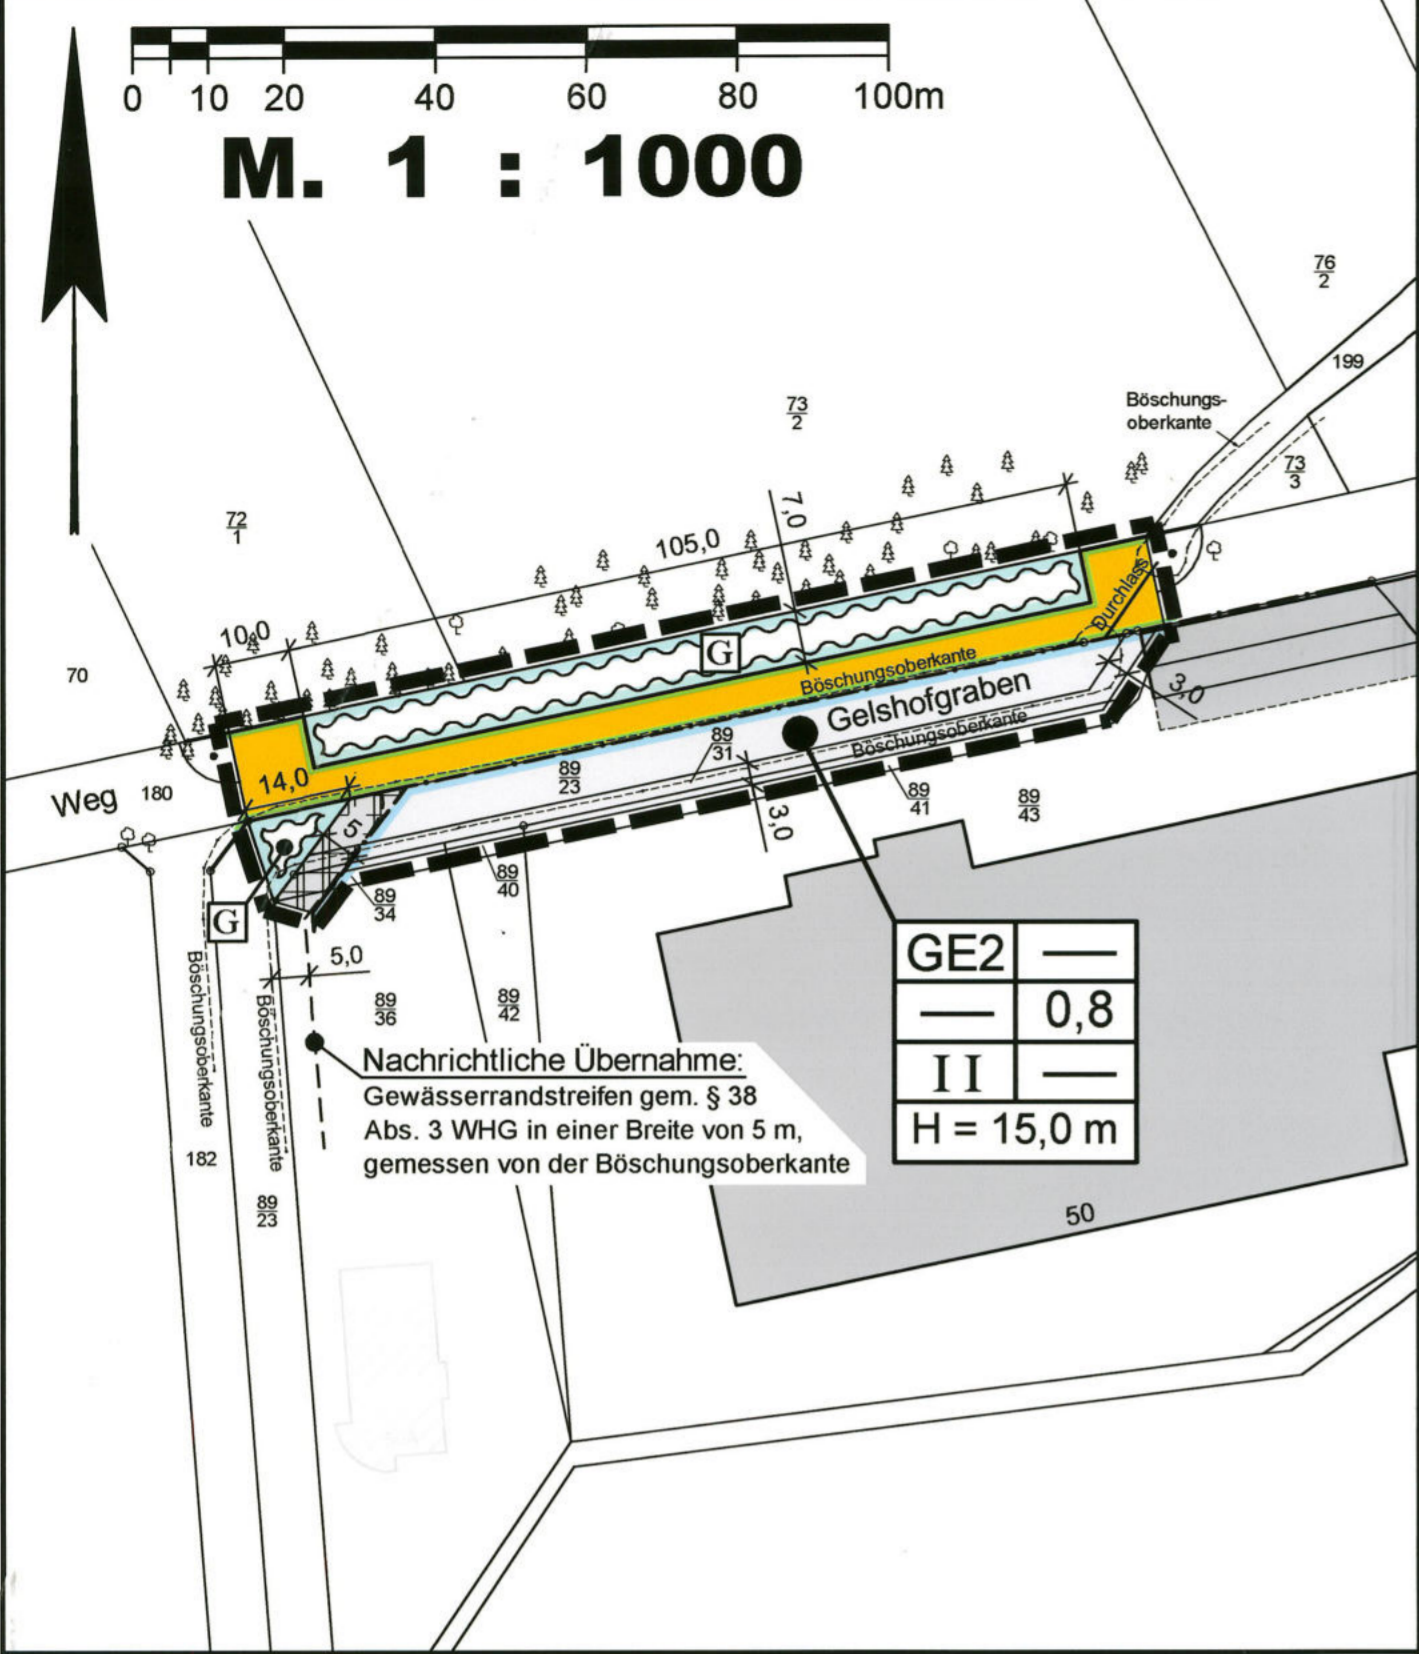 0 10 20 40 60 80 100m
M. 1 : 1000
76
2
199
Böschungs-
oberkante
73
2
73
3
72
1
7,0
105,0
10,0
Durchlass
70
G
Böschungsoberkante
Gelshofgraben
3,0
Böschungsoberkante
89
31
14,0
Weg 180
89
23
5
89
41
89
43
3,0
89
40
89
34
G
5,0
GE2 —
— 0,8
II —
H = 15,0 m
Böschungsoberkante
Böschungsoberkante
89
36
89
42
Nachrichtliche Übernahme:
Gewässerrandstreifen gem. § 38
Abs. 3 WHG in einer Breite von 5 m,
gemessen von der Böschungsoberkante
182
89
23
50